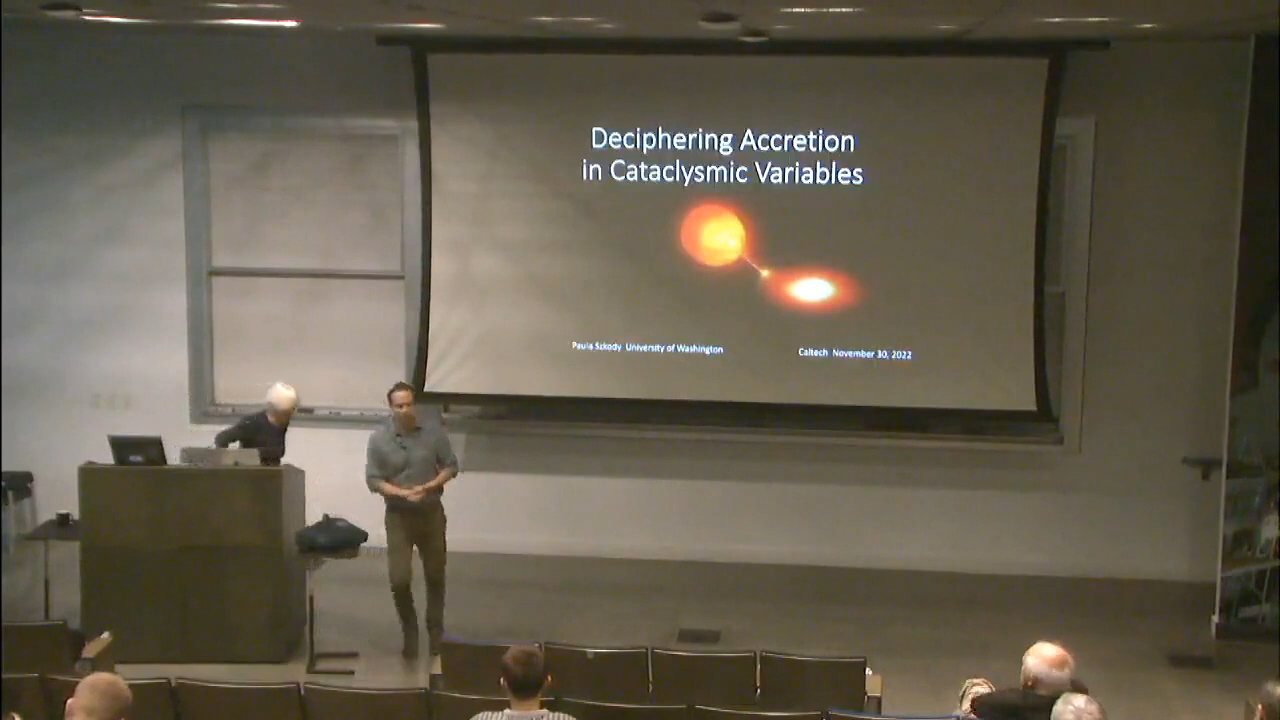 Deciphering Accretion
in Cataclysmic Variables
Paula Szkody University of Washington
Caltech November 30, 2022